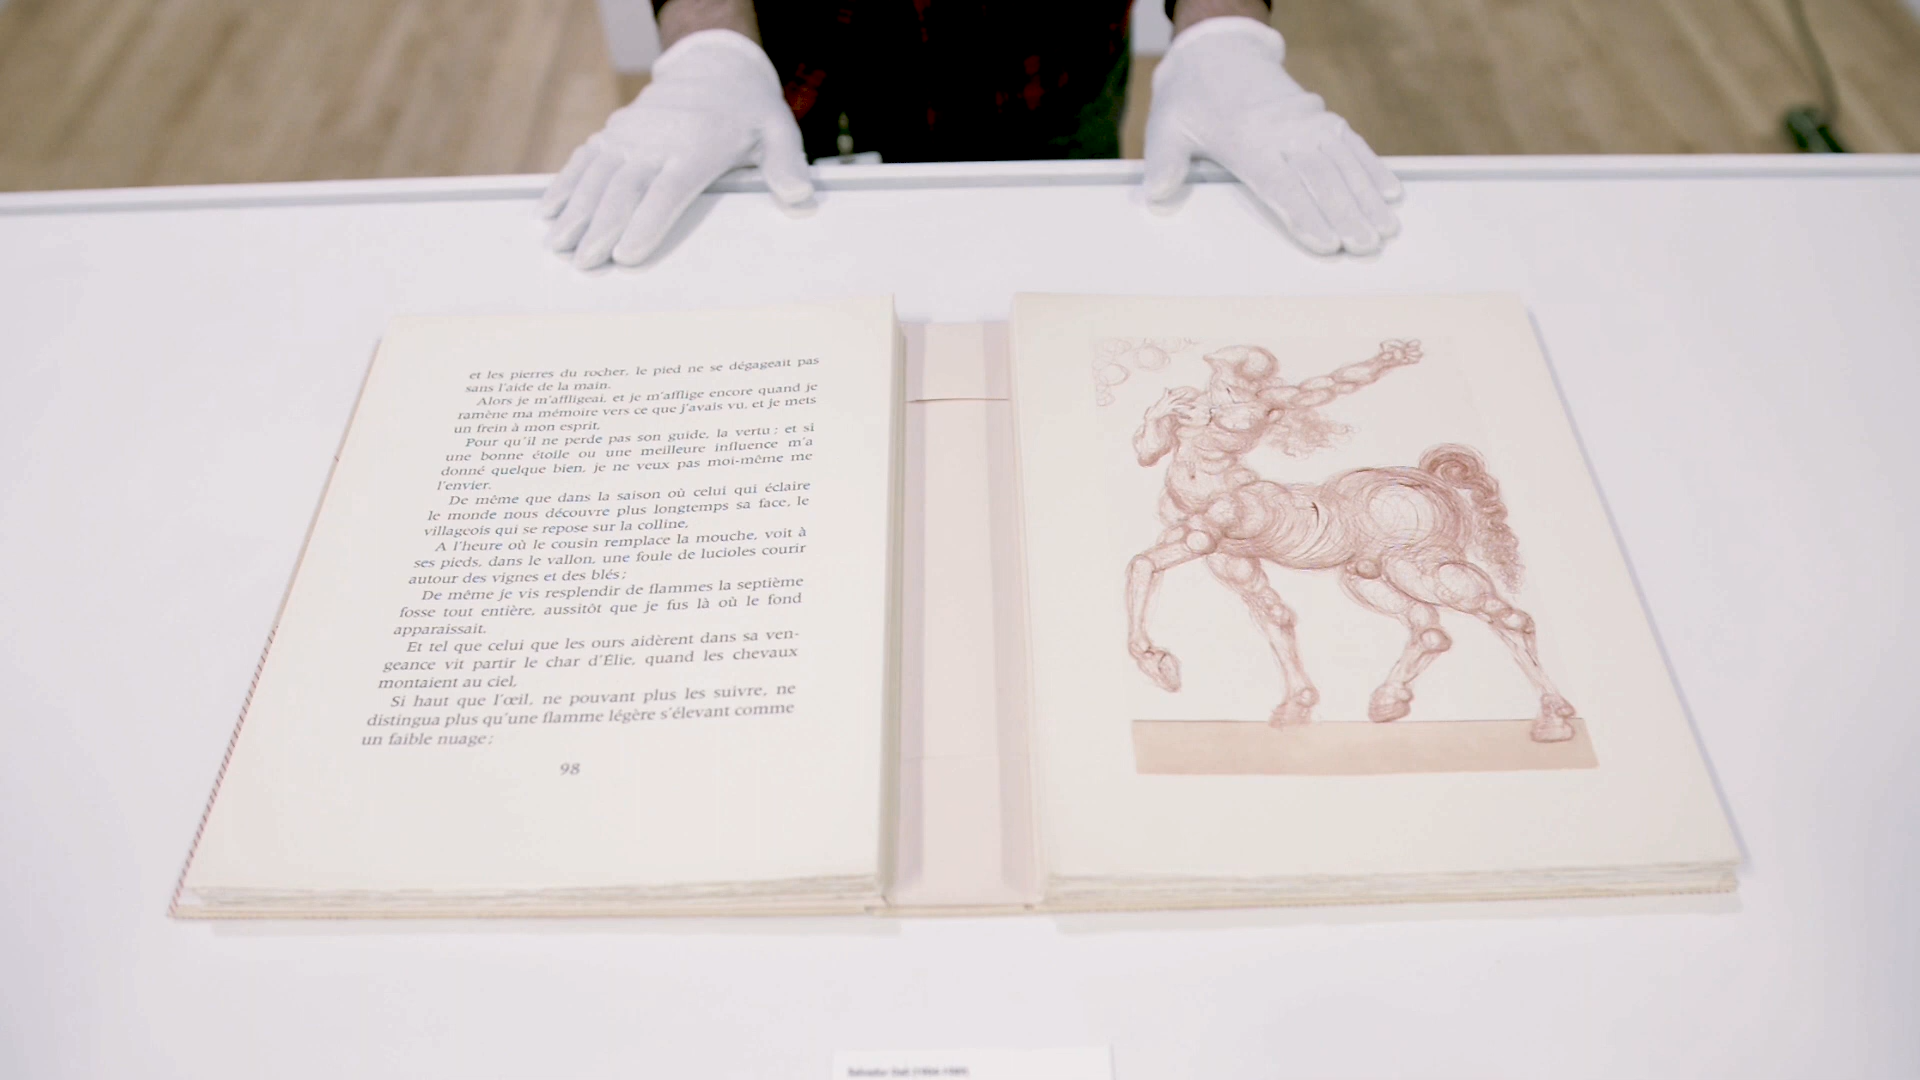 et les pierres du rocher, le pied ne se dégageait pas
sans l'aide de la main.
Alors je m'affligeai, et je m'afflige encore quand je
ramène ma mémoire vers ce que j'avais vu, et je mets
un frein à mon esprit,
Pour qu'il ne perde pas son guide, la vertu ; et si
une bonne étoile ou une meilleure influence m'a
donné quelque bien, je ne veux pas moi-même me
l'envier.
De même que dans la saison où celui qui éclaire
le monde nous découvre plus longtemps sa face, le
villageois qui se repose sur la colline,
A l'heure où le cousin remplace la mouche, voit à
ses pieds, dans le vallon, une foule de lucioles courir
autour des vignes et des blés ;
De même je vis resplendir de flammes la septième
fosse tout entière, aussitôt que je fus là où le fond
apparaissait.
Et tel que celui que les ours aidèrent dans sa ven-
geance vit partir le char d'Élie, quand les chevaux
montaient au ciel,
Si haut que l'œil, ne pouvant plus les suivre, ne
distingua plus qu'une flamme légère s'élevant comme
un faible nuage ;
98
Salvador Dalí (1904-1989)